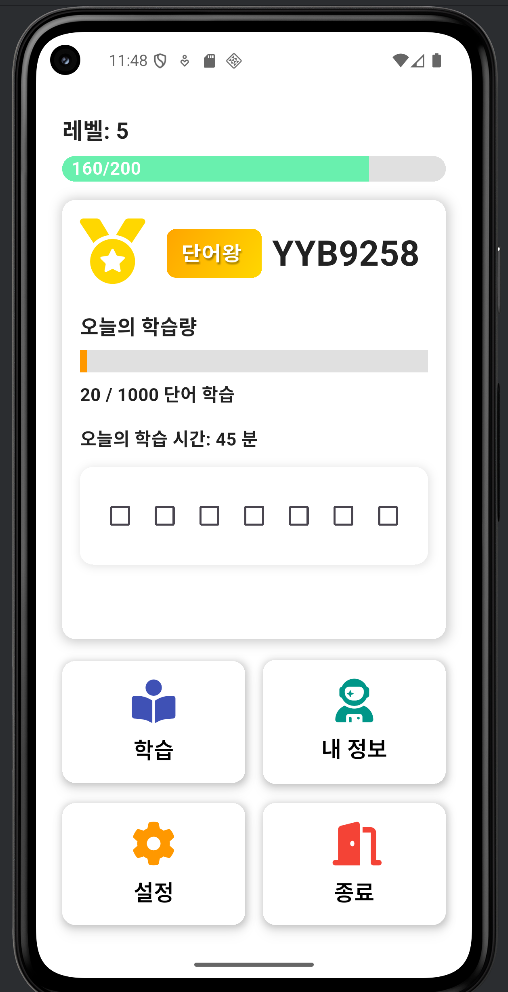 11:48
레벨: 5
160/200
단어왕 YYB9258
오늘의 학습량
20 / 1000 단어 학습
오늘의 학습 시간: 45 분
학습
내 정보
설정
종료